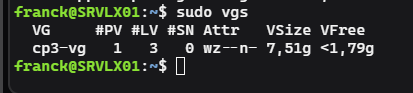 franck@SRVLX01:~$ sudo vgs
  VG     #PV #LV #SN Attr   VSize VFree
  cp3-vg   1   3   0 wz--n- 7,51g <1,79g
franck@SRVLX01:~$